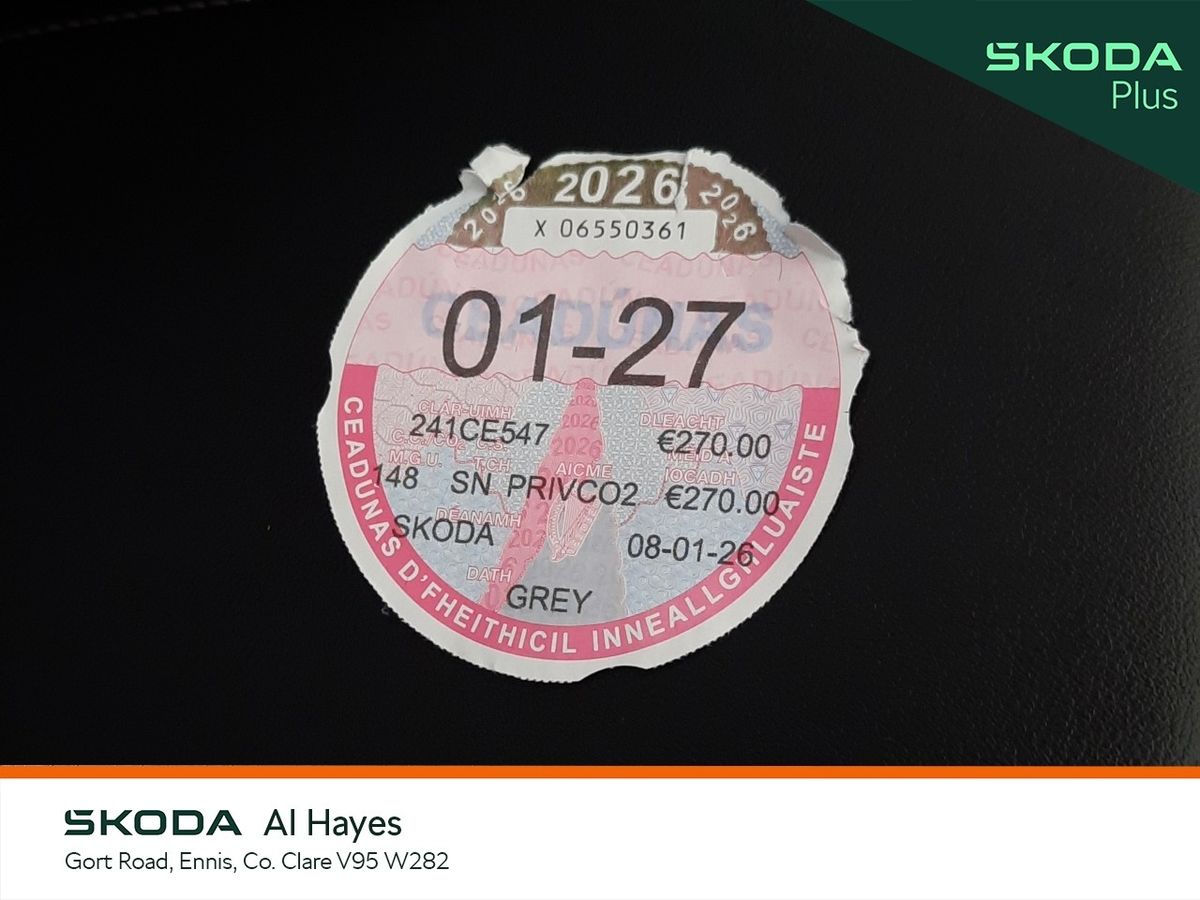 SKODA
Plus
2026 2026 2026
X 06550361
CEADÚNAS
01-27
CLÁR-UIMH
DLEACHT
241CE547 €270.00
M.G.U. T.CH AICME MÉID A ÍOCADH
148 SN PRIVCO2 €270.00
DÉANAMH
SKODA 08-01-26
DATH
GREY
CEADÚNAS D'FHEITHICIL INNEALLGHLUAISTE
SKODA Al Hayes
Gort Road, Ennis, Co. Clare V95 W282